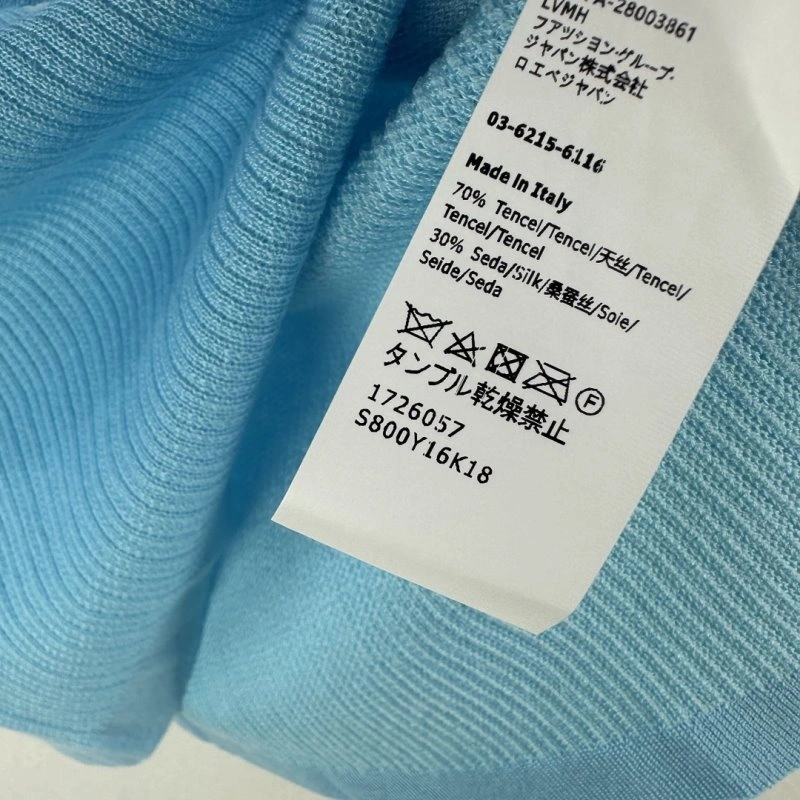 A-28003861
LVMH
ファッション・グループ・
ジャパン株式会社
ロエベジャパン
03-6215-6116
Made in Italy
70% Tencel/Tencel/天丝/Tencel/
Tencel/Tencel
30% Seda/Silk/桑蚕丝/Soie/
Seide/Seda
F
タンブル乾燥禁止
1726057
S800Y16K18